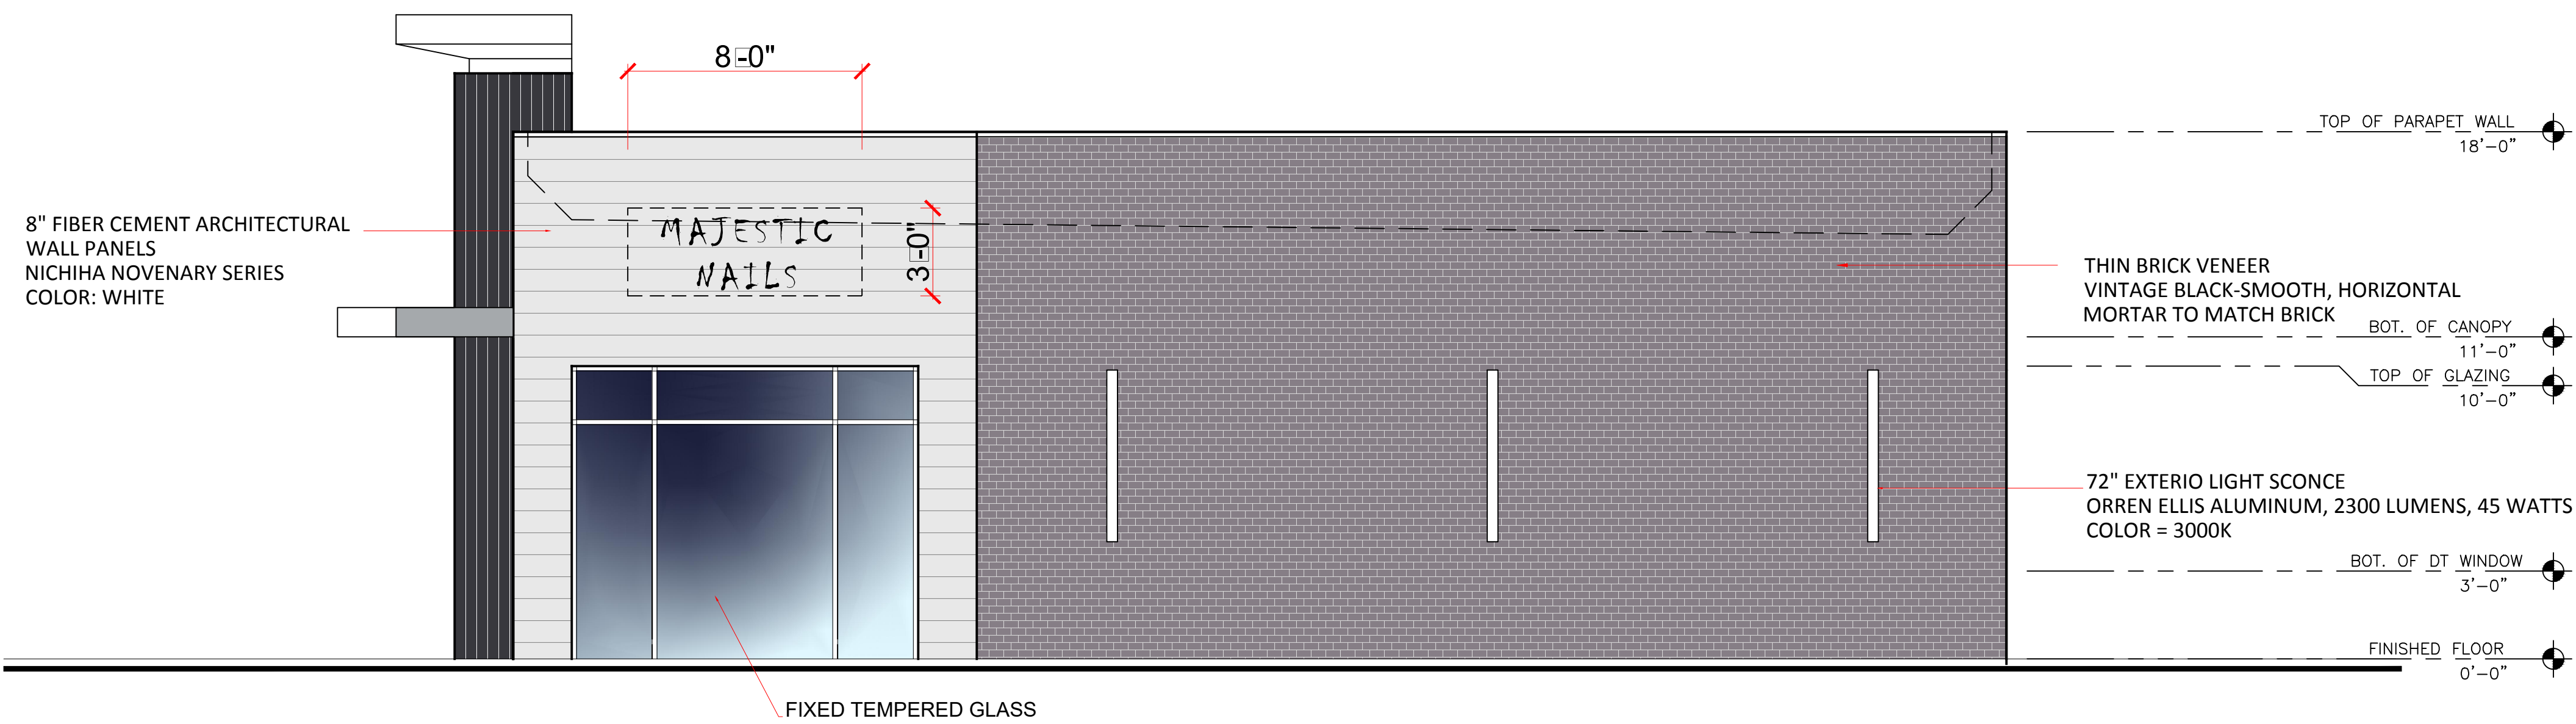 8'-0"
TOP OF PARAPET WALL
18'-0"
8" FIBER CEMENT ARCHITECTURAL
WALL PANELS
NICHIHA NOVENARY SERIES
COLOR: WHITE
MAJESTIC
NAILS
3'-0"
THIN BRICK VENEER
VINTAGE BLACK-SMOOTH, HORIZONTAL
MORTAR TO MATCH BRICK
BOT. OF CANOPY
11'-0"
TOP OF GLAZING
10'-0"
72" EXTERIO LIGHT SCONCE
ORREN ELLIS ALUMINUM, 2300 LUMENS, 45 WATTS
COLOR = 3000K
BOT. OF DT WINDOW
3'-0"
FINISHED FLOOR
0'-0"
FIXED TEMPERED GLASS